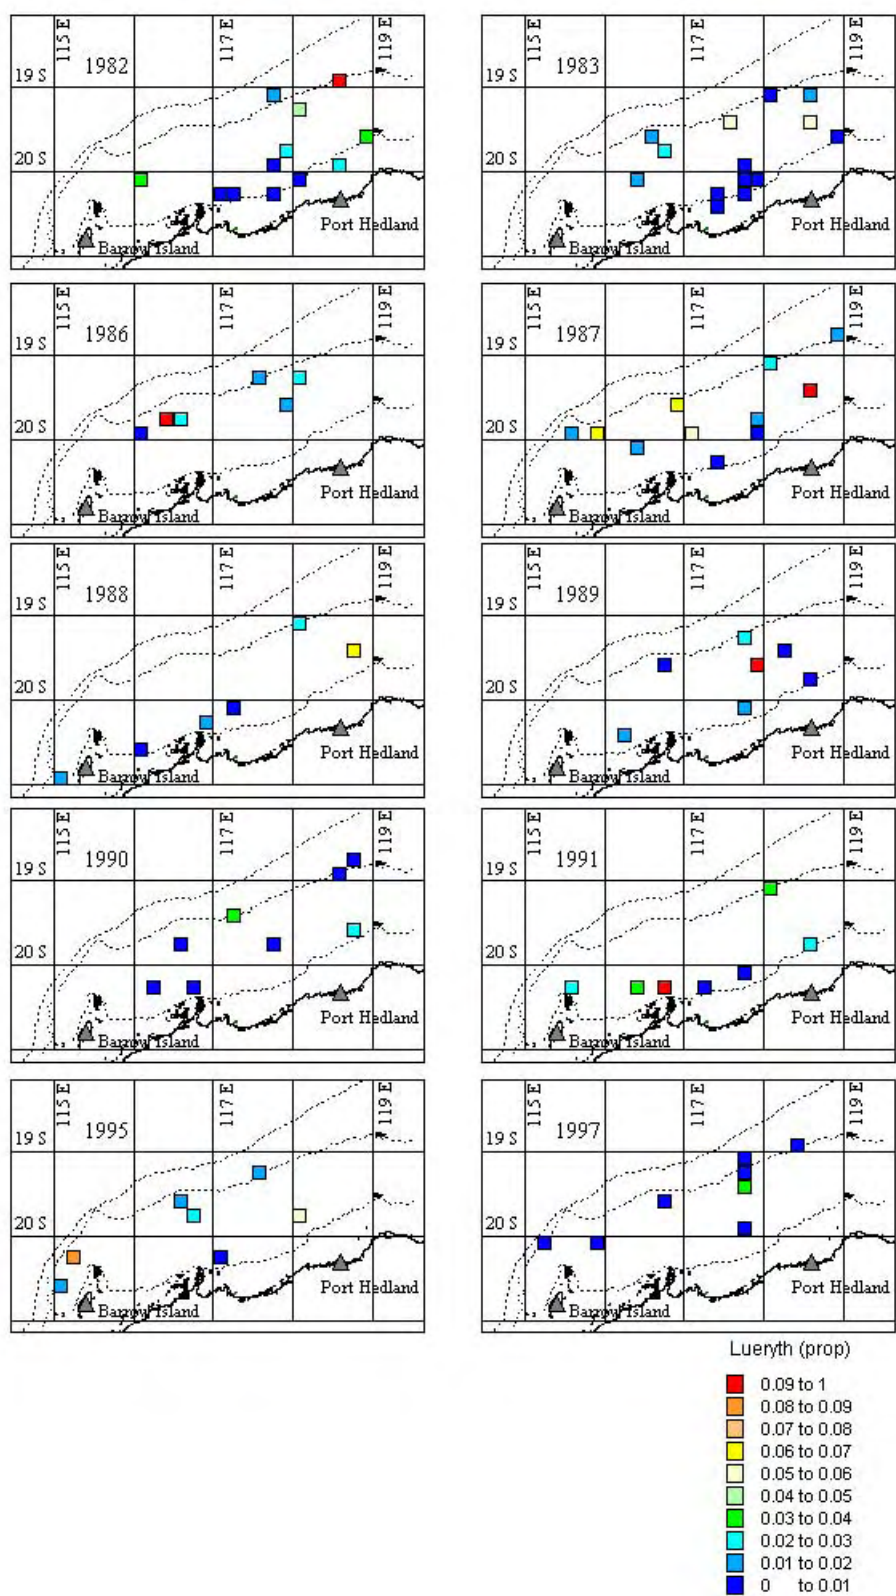 115 E
117 E
119 E
19 S
1982
20 S
Barrow Island
Port Hedland
115 E
117 E
119 E
19 S
1983
20 S
Barrow Island
Port Hedland
115 E
117 E
119 E
19 S
1986
20 S
Barrow Island
Port Hedland
115 E
117 E
119 E
19 S
1987
20 S
Barrow Island
Port Hedland
115 E
117 E
119 E
19 S
1988
20 S
Barrow Island
Port Hedland
115 E
117 E
119 E
19 S
1989
20 S
Barrow Island
Port Hedland
115 E
117 E
119 E
19 S
1990
20 S
Barrow Island
Port Hedland
115 E
117 E
119 E
19 S
1991
20 S
Barrow Island
Port Hedland
115 E
117 E
119 E
19 S
1995
20 S
Barrow Island
Port Hedland
115 E
117 E
119 E
19 S
1997
20 S
Barrow Island
Port Hedland
Lueryth (prop)
0.09 to 1
0.08 to 0.09
0.07 to 0.08
0.06 to 0.07
0.05 to 0.06
0.04 to 0.05
0.03 to 0.04
0.02 to 0.03
0.01 to 0.02
0 to 0.01